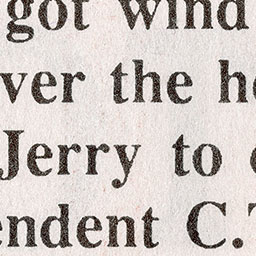 got wind
ver the h
Jerry to
endent C.